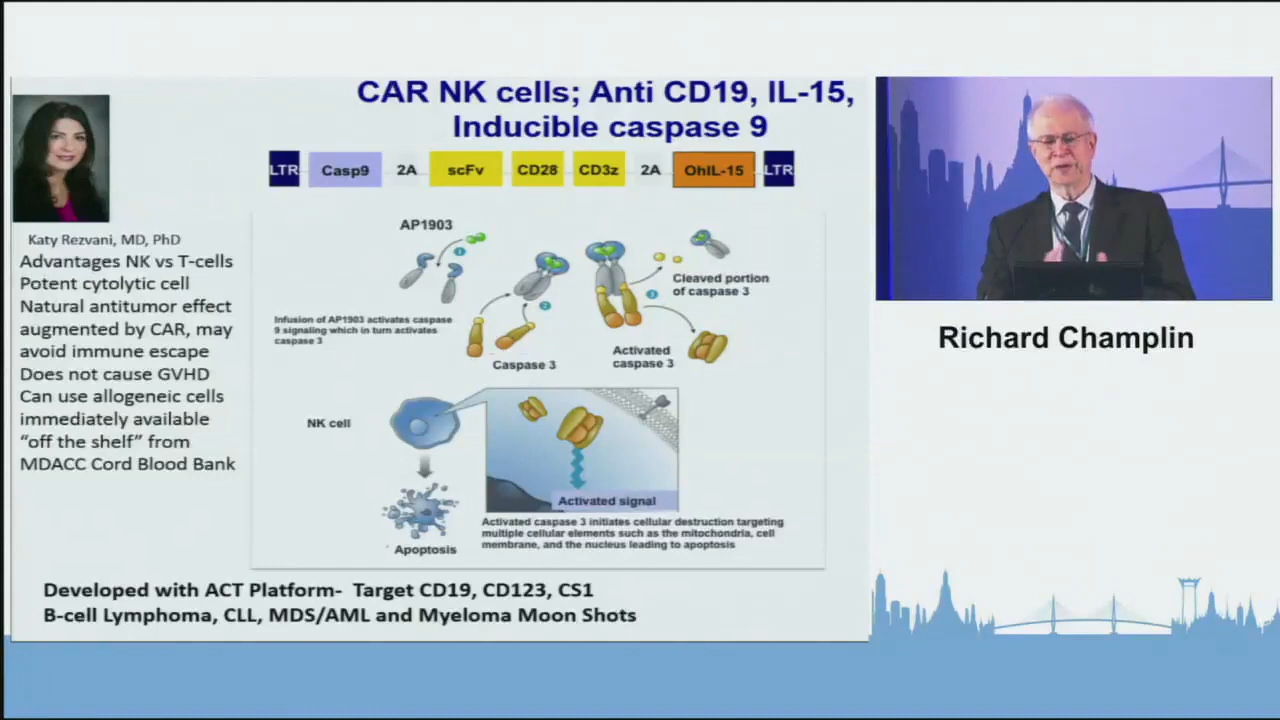 CAR NK cells; Anti CD19, IL-15,
Inducible caspase 9
LTR Casp9 2A scFv CD28 CD3z 2A OhIL-15 LTR
Katy Rezvani, MD, PhD
Advantages NK vs T-cells
Potent cytolytic cell
Natural antitumor effect
augmented by CAR, may
avoid immune escape
Does not cause GVHD
Can use allogeneic cells
immediately available
“off the shelf” from
MDACC Cord Blood Bank
AP1903
1
Infusion of AP1903 activates caspase
9 signaling which in turn activates
caspase 3
2
Caspase 3
3
Cleaved portion
of caspase 3
Activated
caspase 3
NK cell
Apoptosis
Activated signal
Activated caspase 3 initiates cellular destruction targeting
multiple cellular elements such as the mitochondria, cell
membrane, and the nucleus leading to apoptosis
Developed with ACT Platform- Target CD19, CD123, CS1
B-cell Lymphoma, CLL, MDS/AML and Myeloma Moon Shots
Richard Champlin